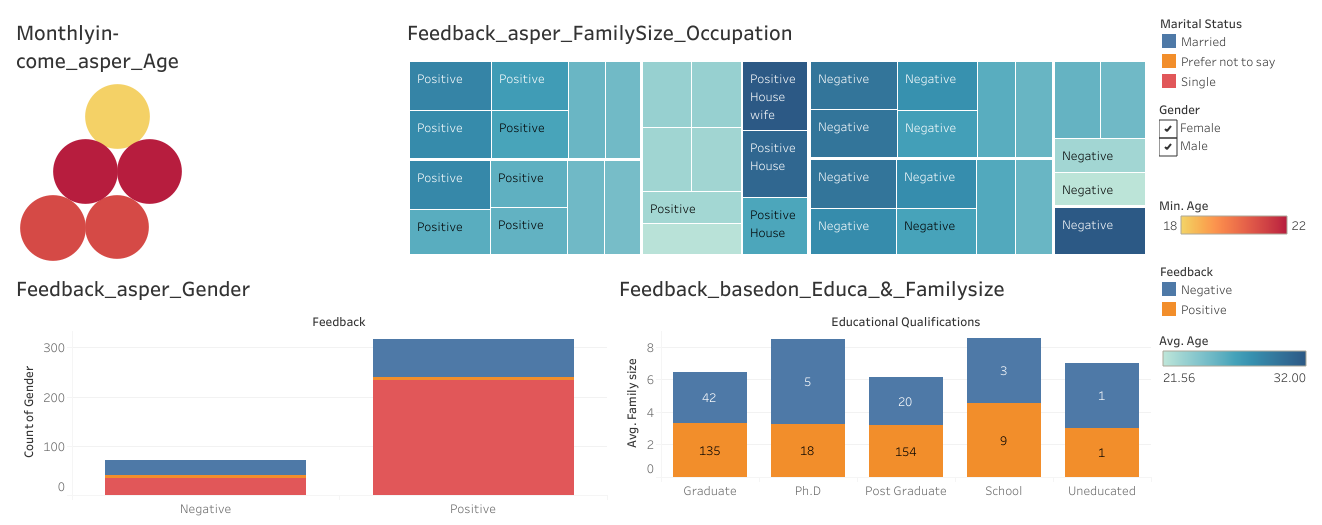 Monthlyin-
come_asper_Age
Feedback_asper_FamilySize_Occupation
Positive
Positive
Positive
Positive
Positive
Positive
Positive
Positive
Positive
Positive
House
wife
Positive
House
Positive
House
Negative
Negative
Negative
Negative
Negative
Negative
Negative
Negative
Negative
Negative
Negative
Marital Status
Married
Prefer not to say
Single
Gender
Female
Male
Min. Age
18
22
Feedback
Negative
Positive
Avg. Age
21.56
32.00
Feedback_asper_Gender
Feedback
Count of Gender
300
200
100
0
Negative
Positive
Feedback_basedon_Educa_&_Familysize
Educational Qualifications
Avg. Family size
8
6
4
2
0
42
5
20
3
1
135
18
154
9
1
Graduate
Ph.D
Post Graduate
School
Uneducated